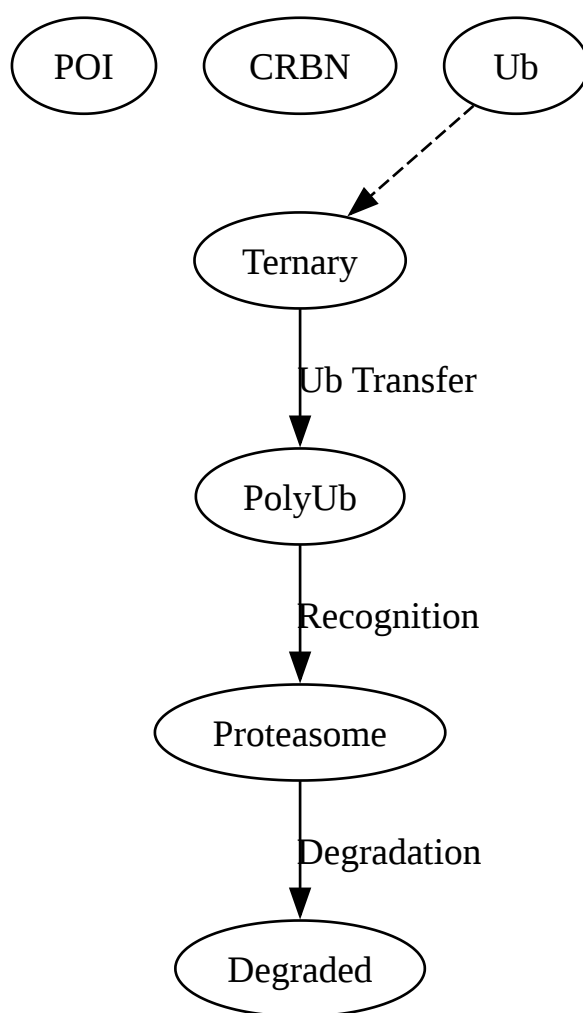 POI
CRBN
Ub
Ternary
Ub Transfer
PolyUb
Recognition
Proteasome
Degradation
Degraded